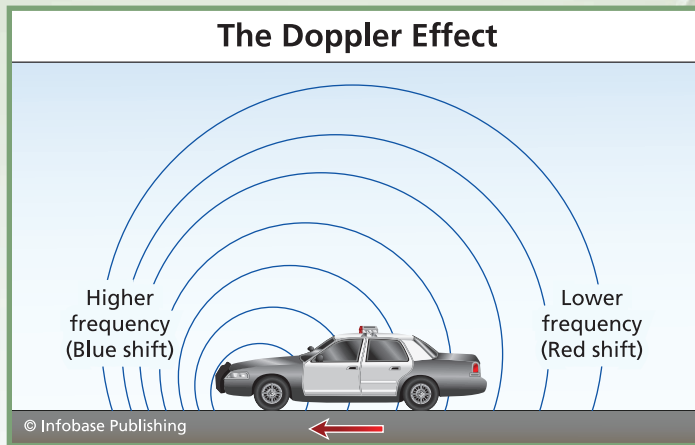 The Doppler Effect
Higher
frequency
(Blue shift)
Lower
frequency
(Red shift)
© Infobase Publishing